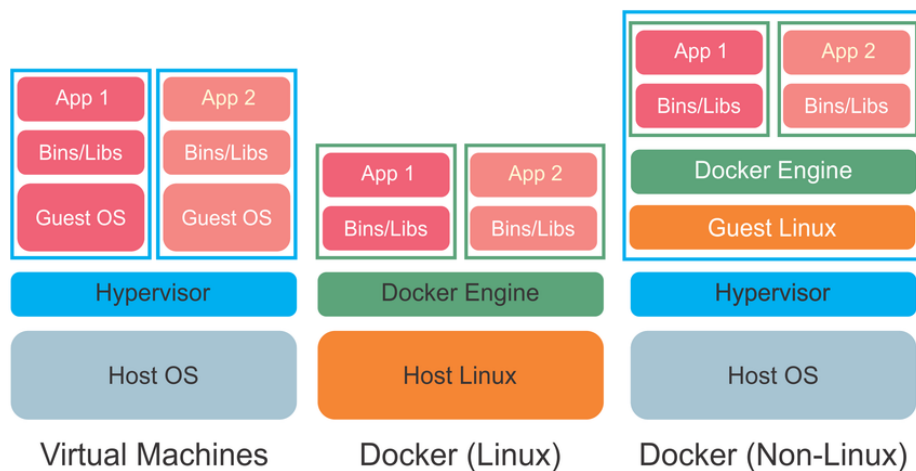 App 1
App 2
Bins/Libs
Bins/Libs
Guest OS
Guest OS
Hypervisor
Host OS
Virtual Machines
App 1
App 2
Bins/Libs
Bins/Libs
Docker Engine
Host Linux
Docker (Linux)
App 1
App 2
Bins/Libs
Bins/Libs
Docker Engine
Guest Linux
Hypervisor
Host OS
Docker (Non-Linux)